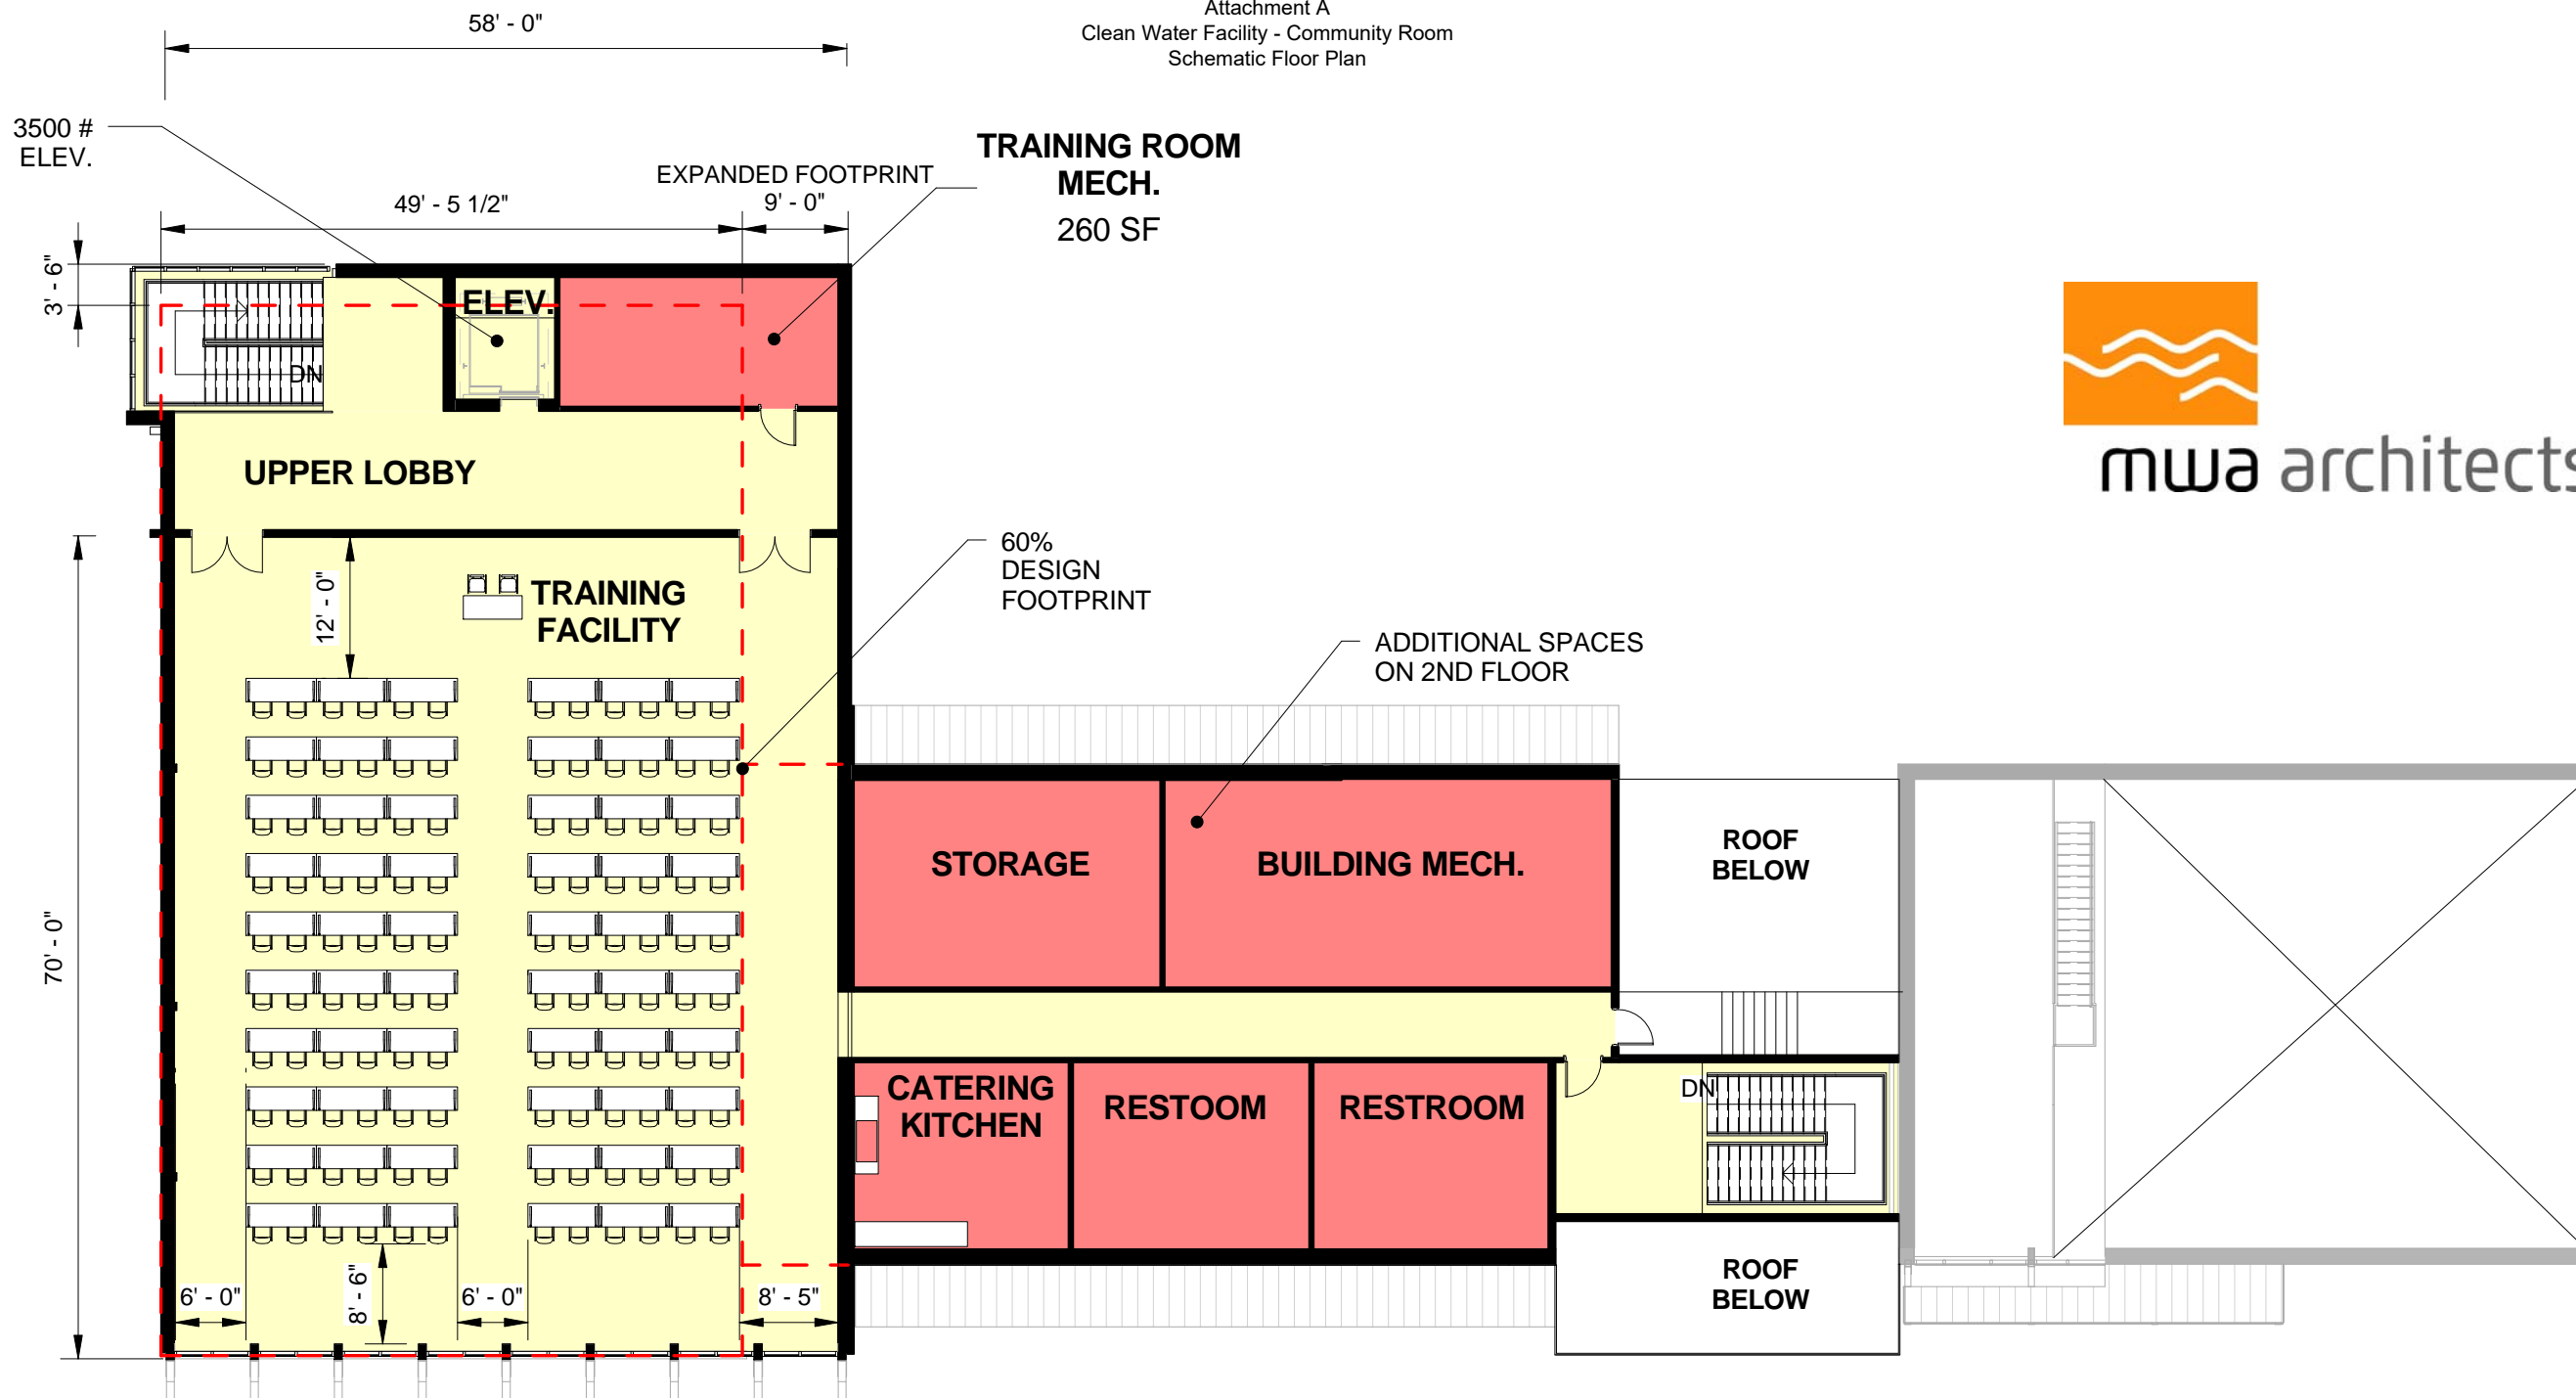 Attachment A
Clean Water Facility - Community Room
Schematic Floor Plan
58' - 0"
3500 #
ELEV.
EXPANDED FOOTPRINT
TRAINING ROOM
MECH.
260 SF
49' - 5 1/2"
9' - 0"
3' - 6"
ELEV.
DN
UPPER LOBBY
mwa architects
12' - 0"
TRAINING
FACILITY
60%
DESIGN
FOOTPRINT
ADDITIONAL SPACES
ON 2ND FLOOR
70' - 0"
STORAGE
BUILDING MECH.
ROOF
BELOW
CATERING
KITCHEN
RESTOOM
RESTROOM
DN
6' - 0"
8' - 6"
6' - 0"
8' - 5"
ROOF
BELOW